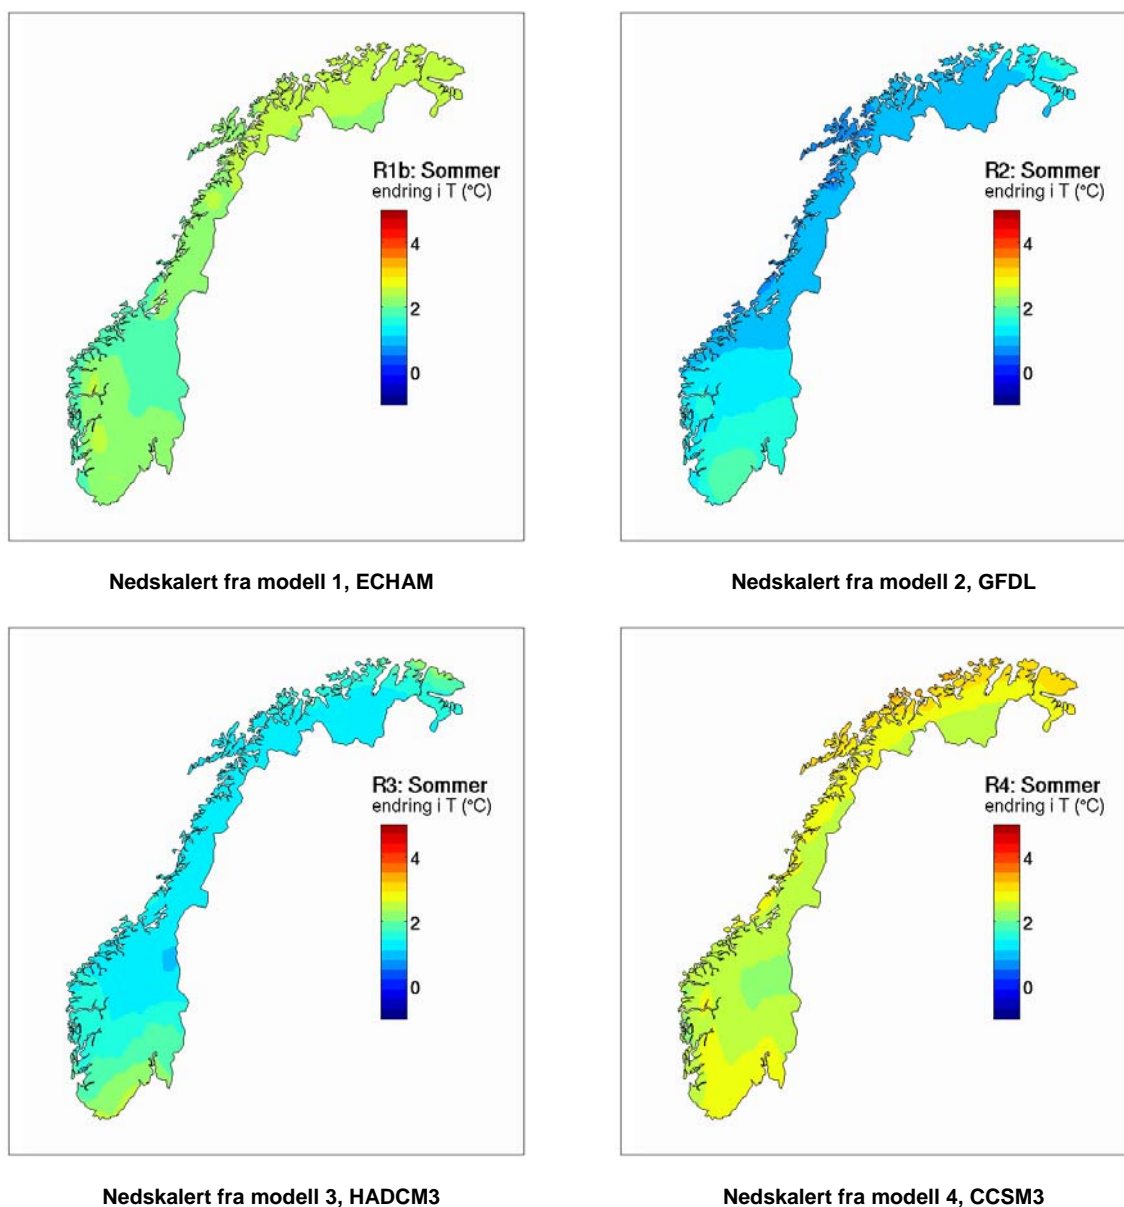 R1b: Sommer
endring i T (°C)
4
2
0
Nedskalert fra modell 1, ECHAM
R2: Sommer
endring i T (°C)
4
2
0
Nedskalert fra modell 2, GFDL
R3: Sommer
endring i T (°C)
4
2
0
Nedskalert fra modell 3, HADCM3
R4: Sommer
endring i T (°C)
4
2
0
Nedskalert fra modell 4, CCSM3